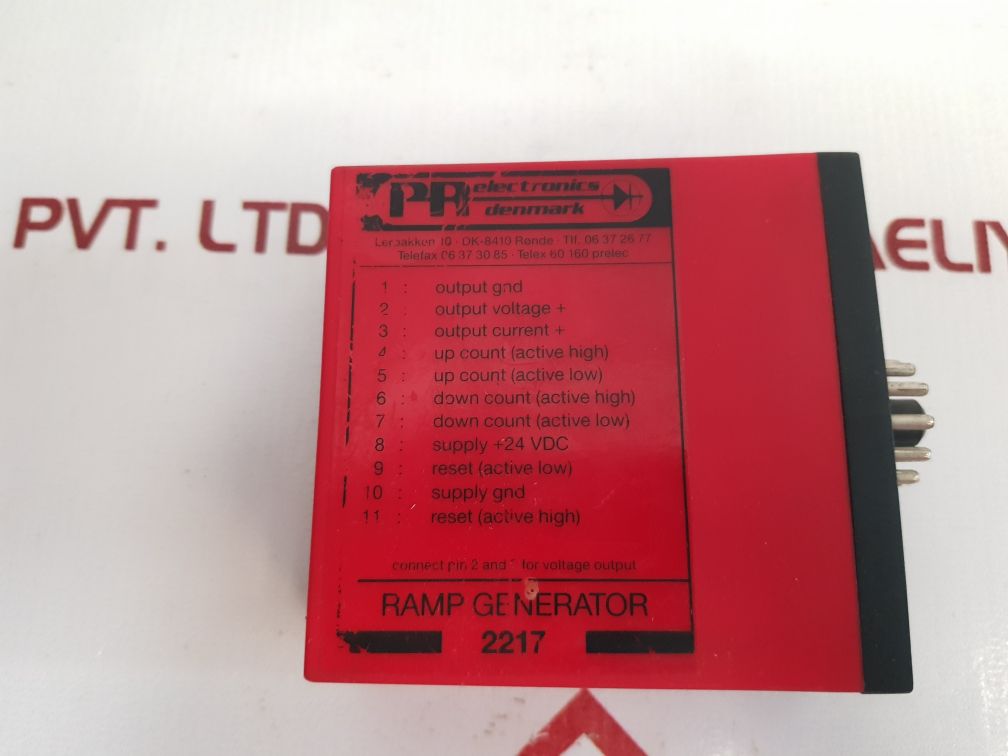 PVT. LTD
AELIY
PR electronics
denmark
Lerbakken 10 · DK-8410 Rønde · Tlf. 06 37 26 77
Telefax 06 37 30 85 · Telex 60 160 prelec
1 : output gnd
2 : output voltage +
3 : output current +
4 : up count (active high)
5 : up count (active low)
6 : down count (active high)
7 : down count (active low)
8 : supply +24 VDC
9 : reset (active low)
10 : supply gnd
11 : reset (active high)
connect pin 2 and for voltage output
RAMP GENERATOR
2217